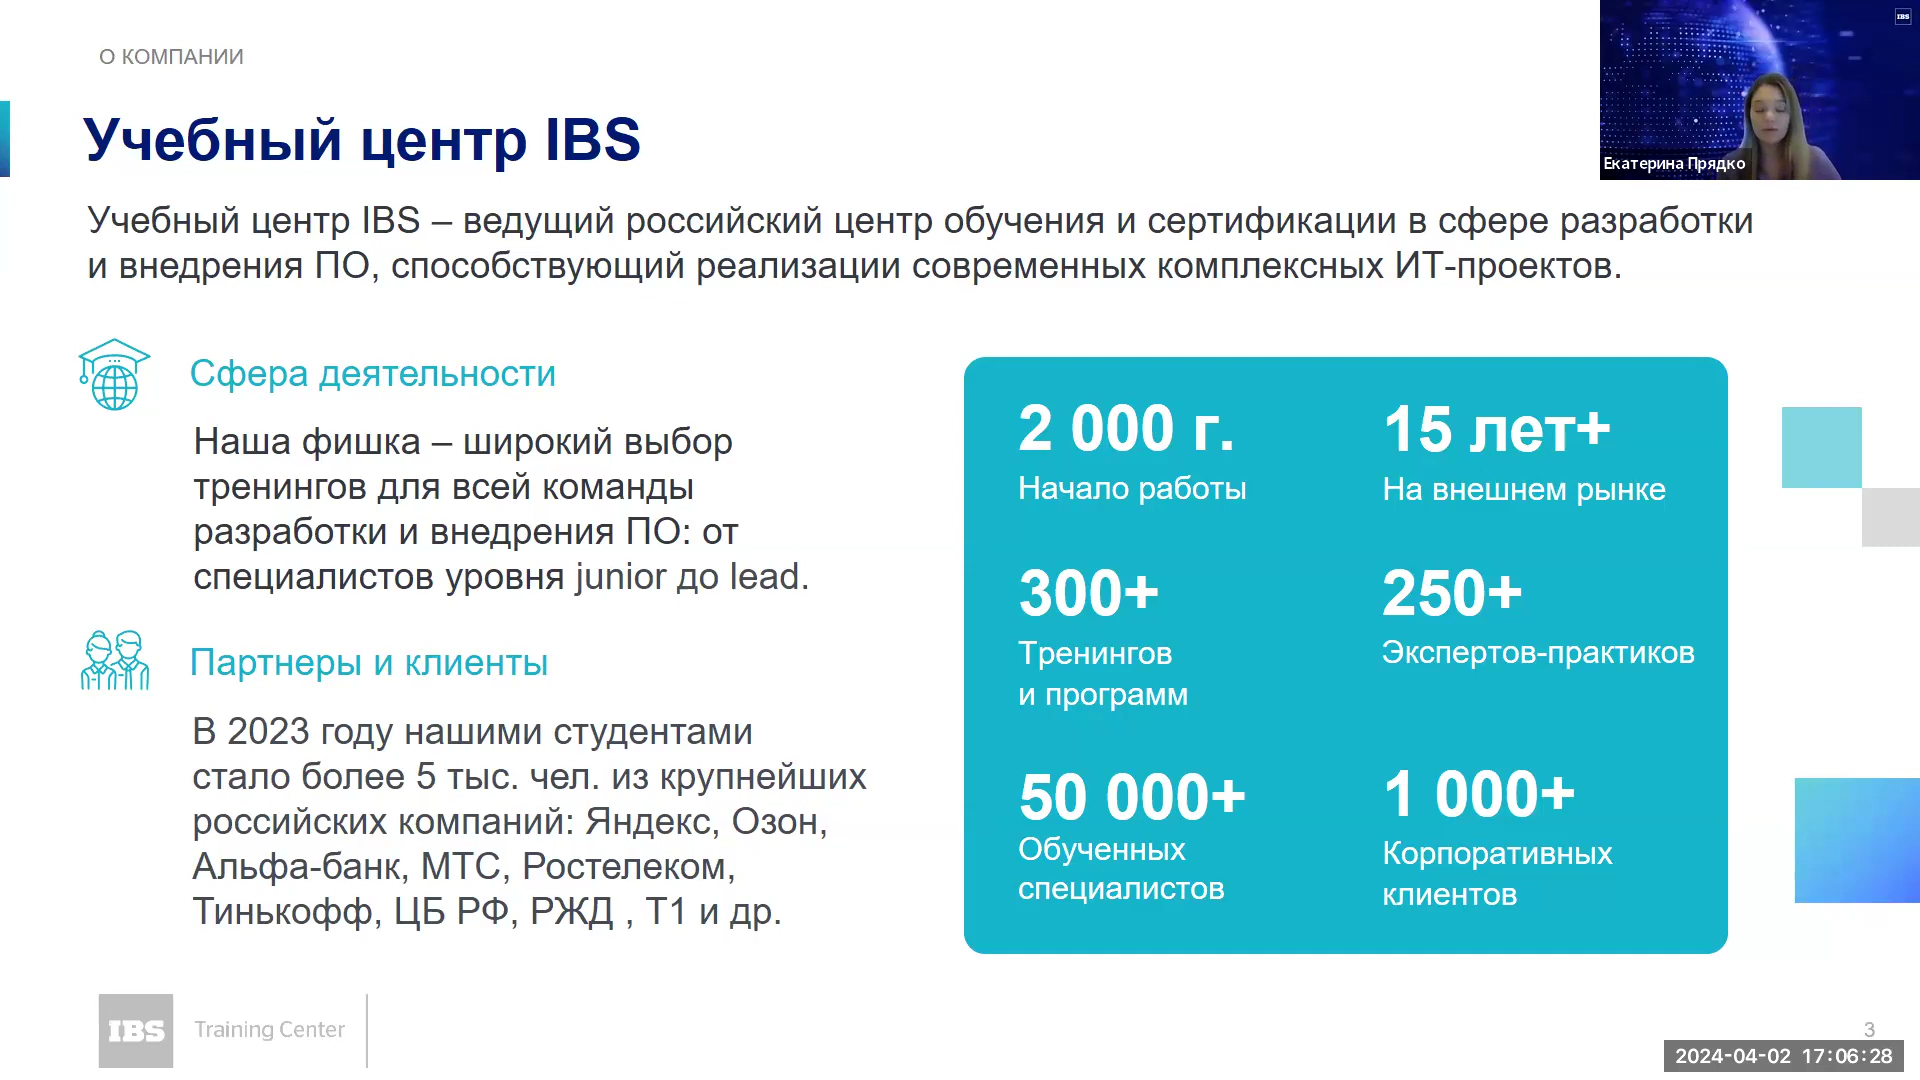 О КОМПАНИИ
IBS
Екатерина Прядко
Учебный центр IBS
Учебный центр IBS – ведущий российский центр обучения и сертификации в сфере разработки
и внедрения ПО, способствующий реализации современных комплексных ИТ-проектов.
Сфера деятельности
Наша фишка – широкий выбор
тренингов для всей команды
разработки и внедрения ПО: от
специалистов уровня junior до lead.
Партнеры и клиенты
В 2023 году нашими студентами
стало более 5 тыс. чел. из крупнейших
российских компаний: Яндекс, Озон,
Альфа-банк, МТС, Ростелеком,
Тинькофф, ЦБ РФ, РЖД , Т1 и др.
2 000 г.
Начало работы
15 лет+
На внешнем рынке
300+
Тренингов
и программ
250+
Экспертов-практиков
50 000+
Обученных
специалистов
1 000+
Корпоративных
клиентов
IBS
Training Center
3
2024-04-02 17:06:28